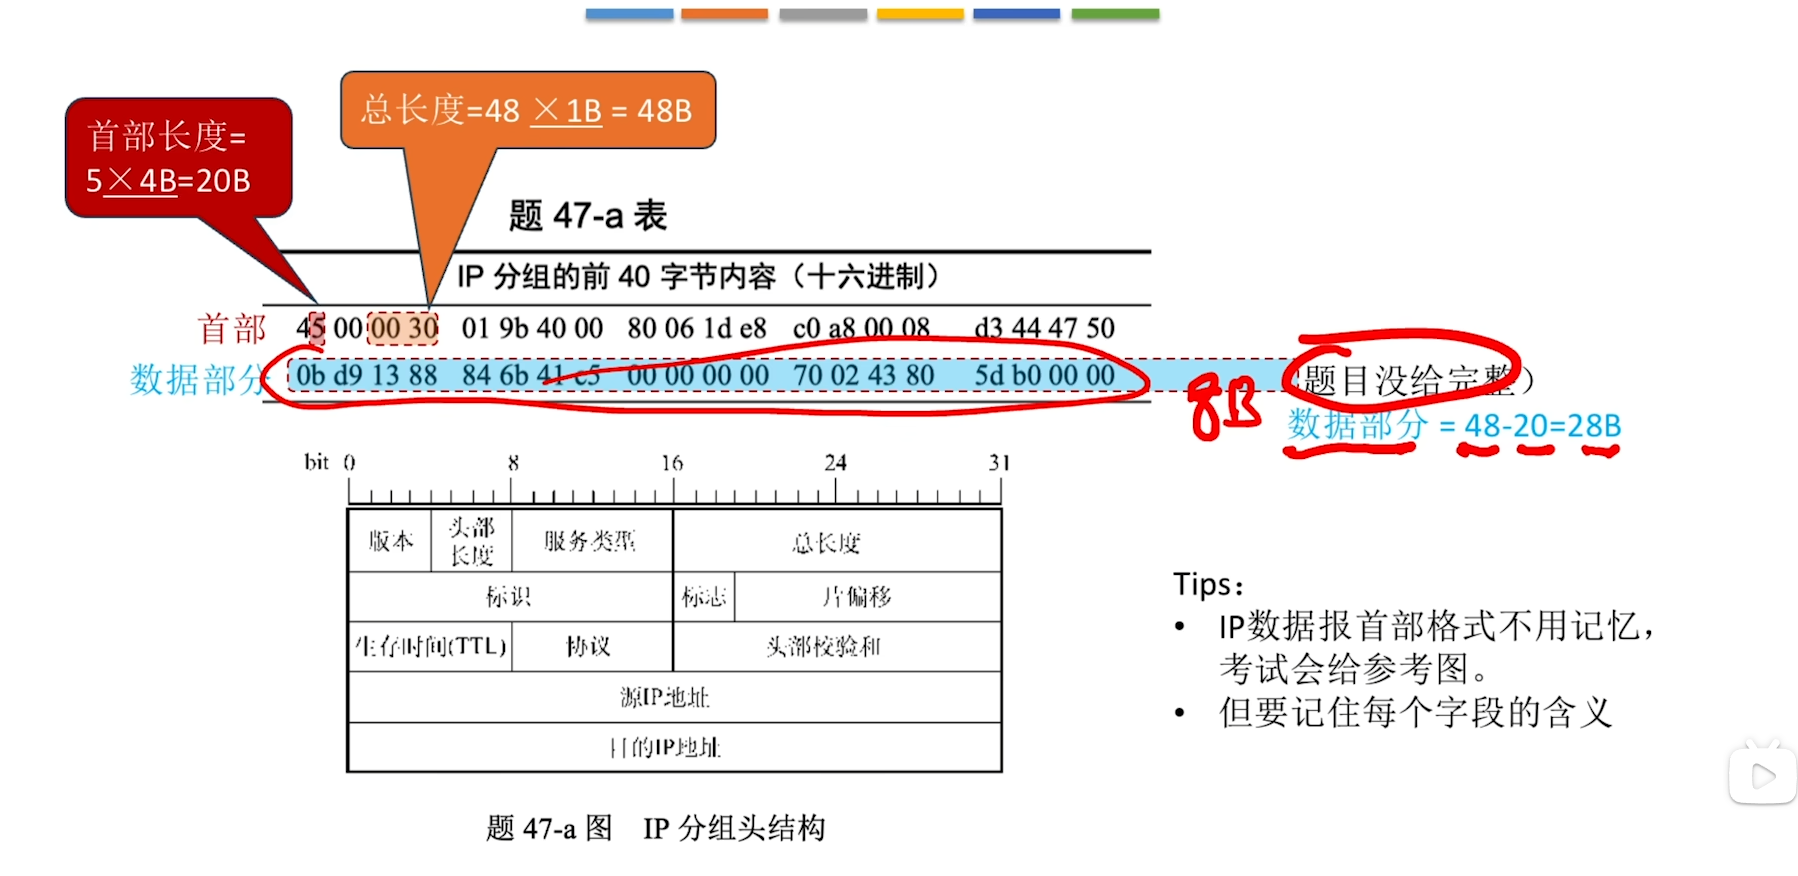 总长度=48 ×1B = 48B
首部长度=
5×4B=20B
题 47-a 表
IP 分组的前 40 字节内容（十六进制）
首部 45 00 00 30 01 9b 40 00 80 06 1d e8 c0 a8 00 08 d3 44 47 50
数据部分 0b d9 13 88 84 6b 41 c5 00 00 00 00 70 02 43 80 5d b0 00 00 题目没给完整）
8B
数据部分 = 48-20=28B
bit 0 8 16 24 31
版本 头部长度 服务类型 总长度
标识 标志 片偏移
生存时间(TTL) 协议 头部校验和
源IP地址
目的IP地址
题 47-a 图 IP 分组头结构
Tips：
• IP数据报首部格式不用记忆，
考试会给参考图。
• 但要记住每个字段的含义